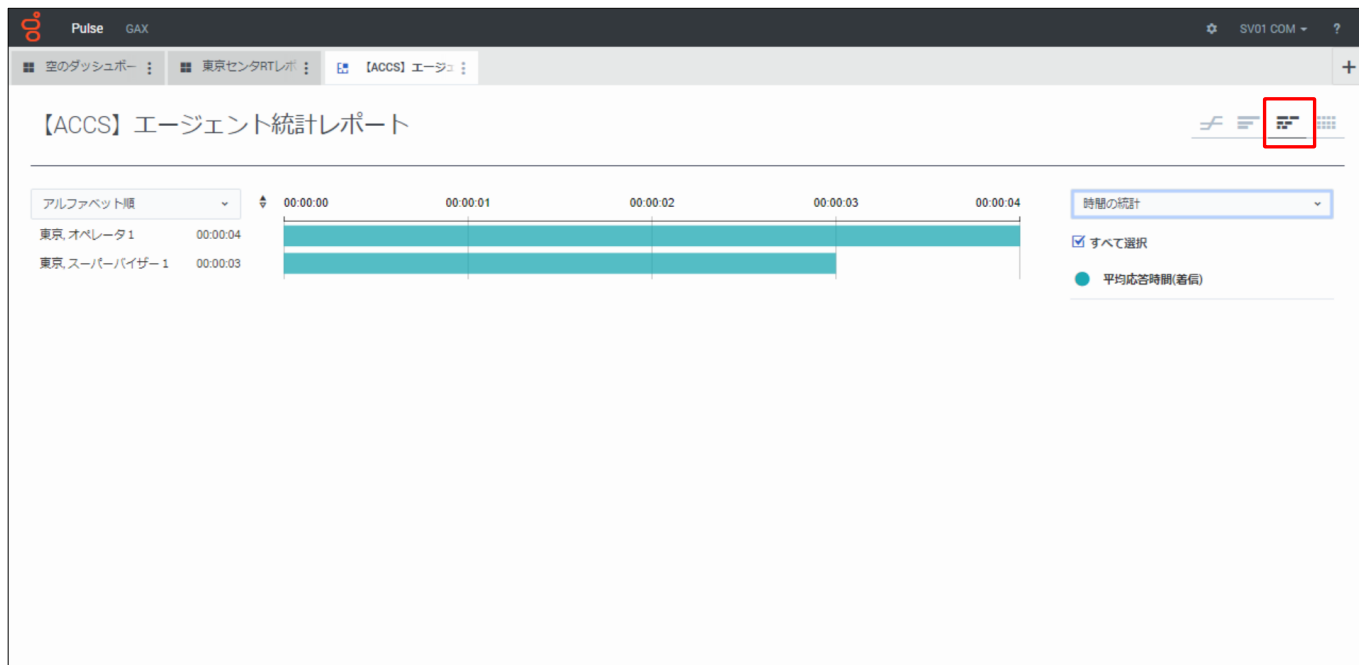 Pulse GAX SV01 COM ?
空のダッシュボー 東京センタRTレポ 【ACCS】エージェ +
【ACCS】エージェント統計レポート
アルファベット順 00:00:00 00:00:01 00:00:02 00:00:03 00:00:04 時間の統計
東京, オペレータ1 00:00:04
すべて選択
東京, スーパーバイザー1 00:00:03
平均応答時間(着信)